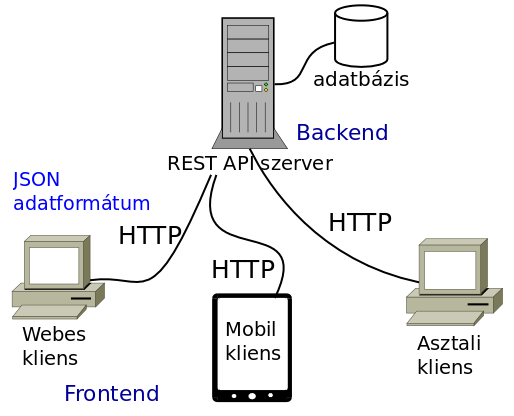 adatbázis
Backend
REST API szerver
JSON
adatformátum
HTTP
HTTP
HTTP
Webes
kliens
Mobil
kliens
Asztali
kliens
Frontend